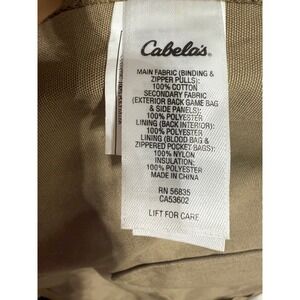 Cabela's
MAIN FABRIC (BINDING &
ZIPPER PULLS):
100% COTTON
SECONDARY FABRIC
(EXTERIOR BACK GAME BAG
& SIDE PANELS):
100% POLYESTER
LINING (BACK INTERIOR):
100% POLYESTER
LINING (BLOOD BAG &
ZIPPERED POCKET BAGS):
100% NYLON
INSULATION:
100% POLYESTER
MADE IN CHINA
RN 56835
CA53602
LIFT FOR CARE